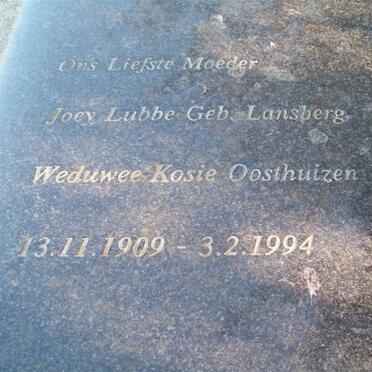 Ons Liefste Moeder
Joey Lubbe Geb. Lansberg
Weduwee Kosie Oosthuizen
13.11.1909 - 3.2.1994